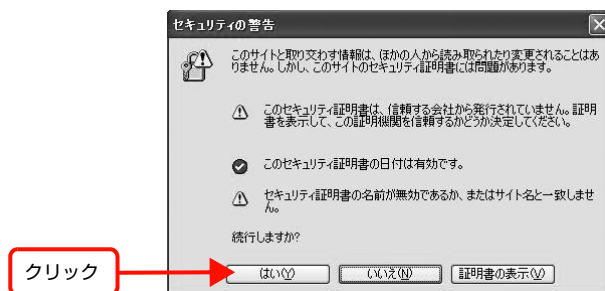 セキュリティの警告
このサイトと取り交わす情報は、ほかの人から読み取られたり変更されることはあ
りません。しかし、このサイトのセキュリティ証明書には問題があります。
このセキュリティ証明書は、信頼する会社から発行されていません。証明
書を表示して、この証明機関を信頼するかどうか決定してください。
このセキュリティ証明書の日付は有効です。
セキュリティ証明書の名前が無効であるか、またはサイト名と一致しませ
ん。
続行しますか?
クリック
はい(Y) いいえ(N) 証明書の表示(V)